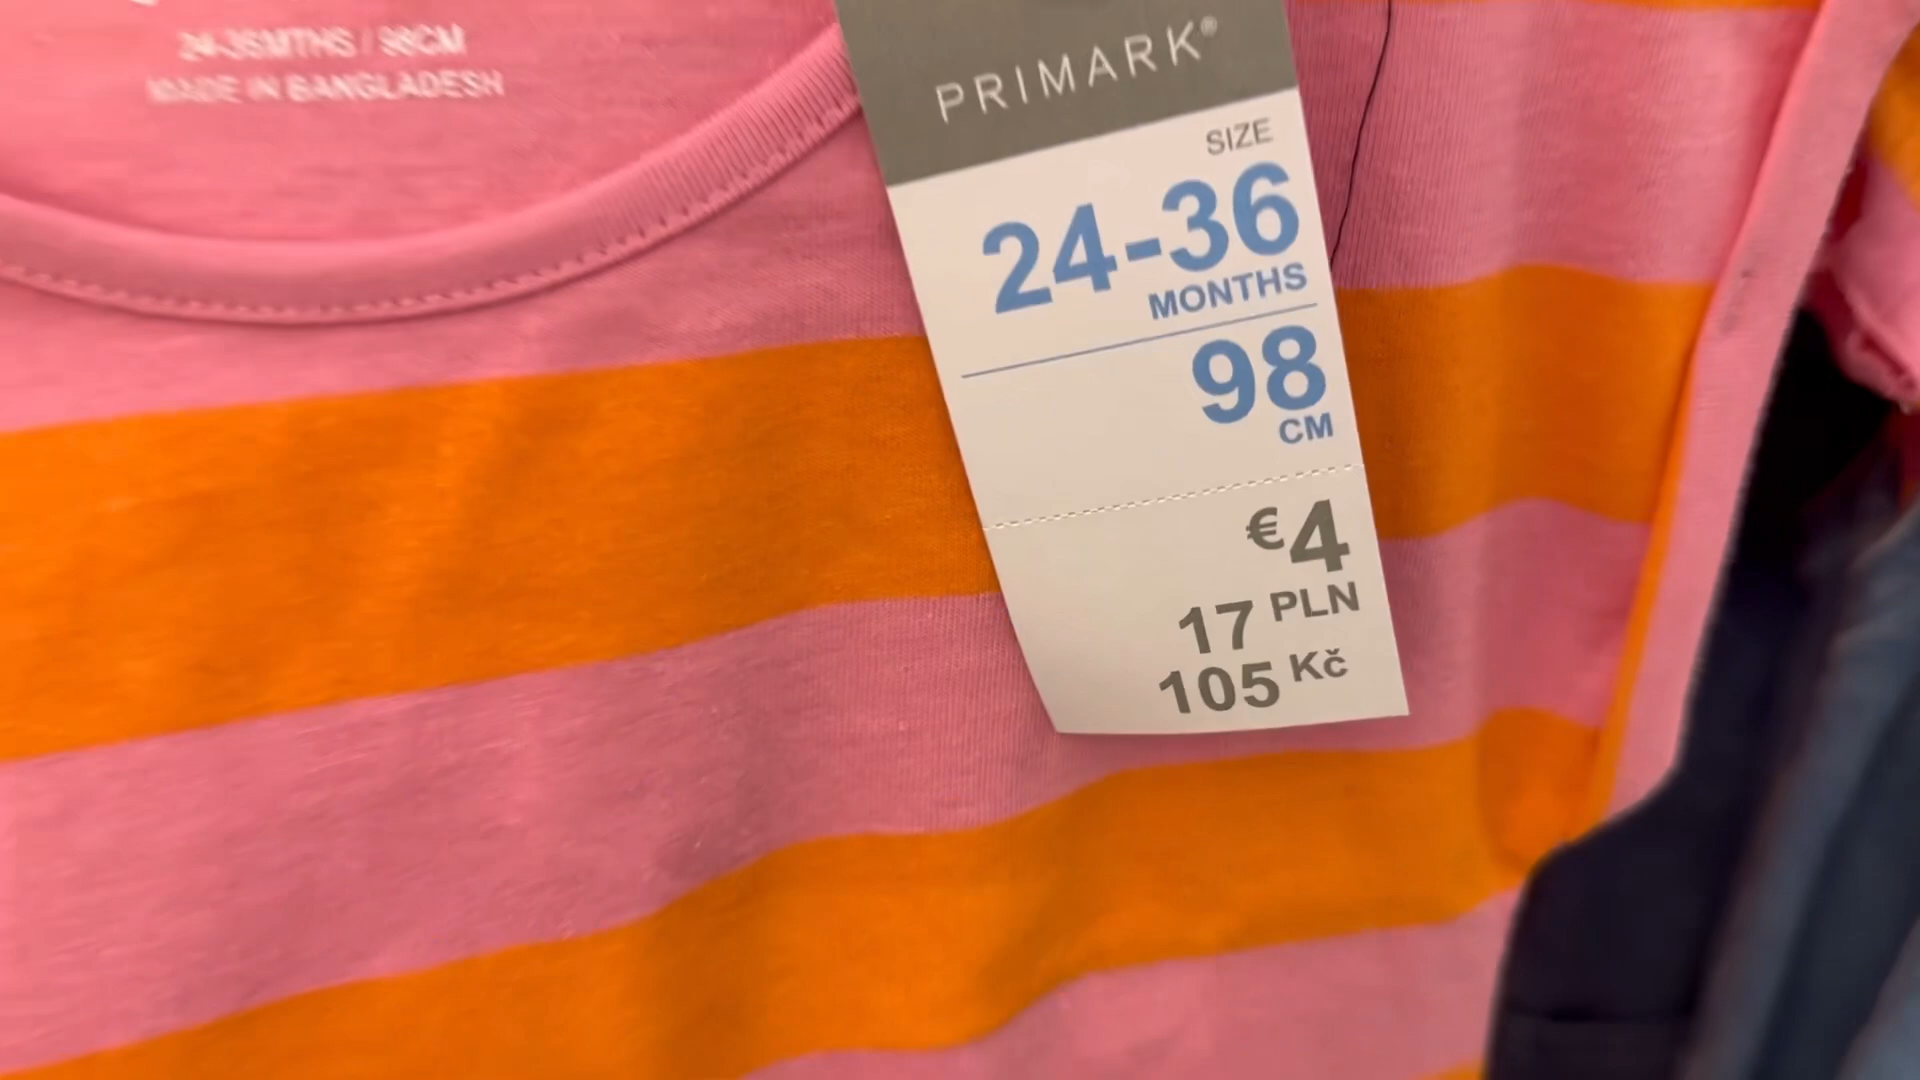 24-36MTHS / 98CM
MADE IN BANGLADESH
PRIMARK®
SIZE
24-36
MONTHS
98
CM
€4
17 PLN
105 Kč